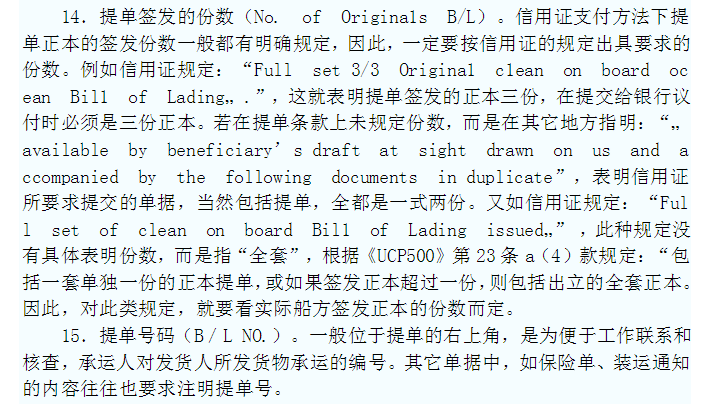 14．提单签发的份数（No. of Originals B/L）。信用证支付方法下提
单正本的签发份数一般都有明确规定，因此，一定要按信用证的规定出具要求的
份数。例如信用证规定：“Full set 3/3 Original clean on board oc
ean Bill of Lading„．”，这就表明提单签发的正本三份，在提交给银行议
付时必须是三份正本。若在提单条款上未规定份数，而是在其它地方指明：“„
available by beneficiary’s draft at sight drawn on us and a
ccompanied by the following documents in duplicate”，表明信用证
所要求提交的单据，当然包括提单，全都是一式两份。又如信用证规定：“Ful
l set of clean on board Bill of Lading issued„”，此种规定没
有具体表明份数，而是指“全套”，根据《UCP500》第 23 条 a（4）款规定：“包
括一套单独一份的正本提单，或如果签发正本超过一份，则包括出立的全套正本。
因此，对此类规定，就要看实际船方签发正本的份数而定。
15．提单号码（B／L NO.）。一般位于提单的右上角，是为便于工作联系和
核查，承运人对发货人所发货物承运的编号。其它单据中，如保险单、装运通知
的内容往往也要求注明提单号。